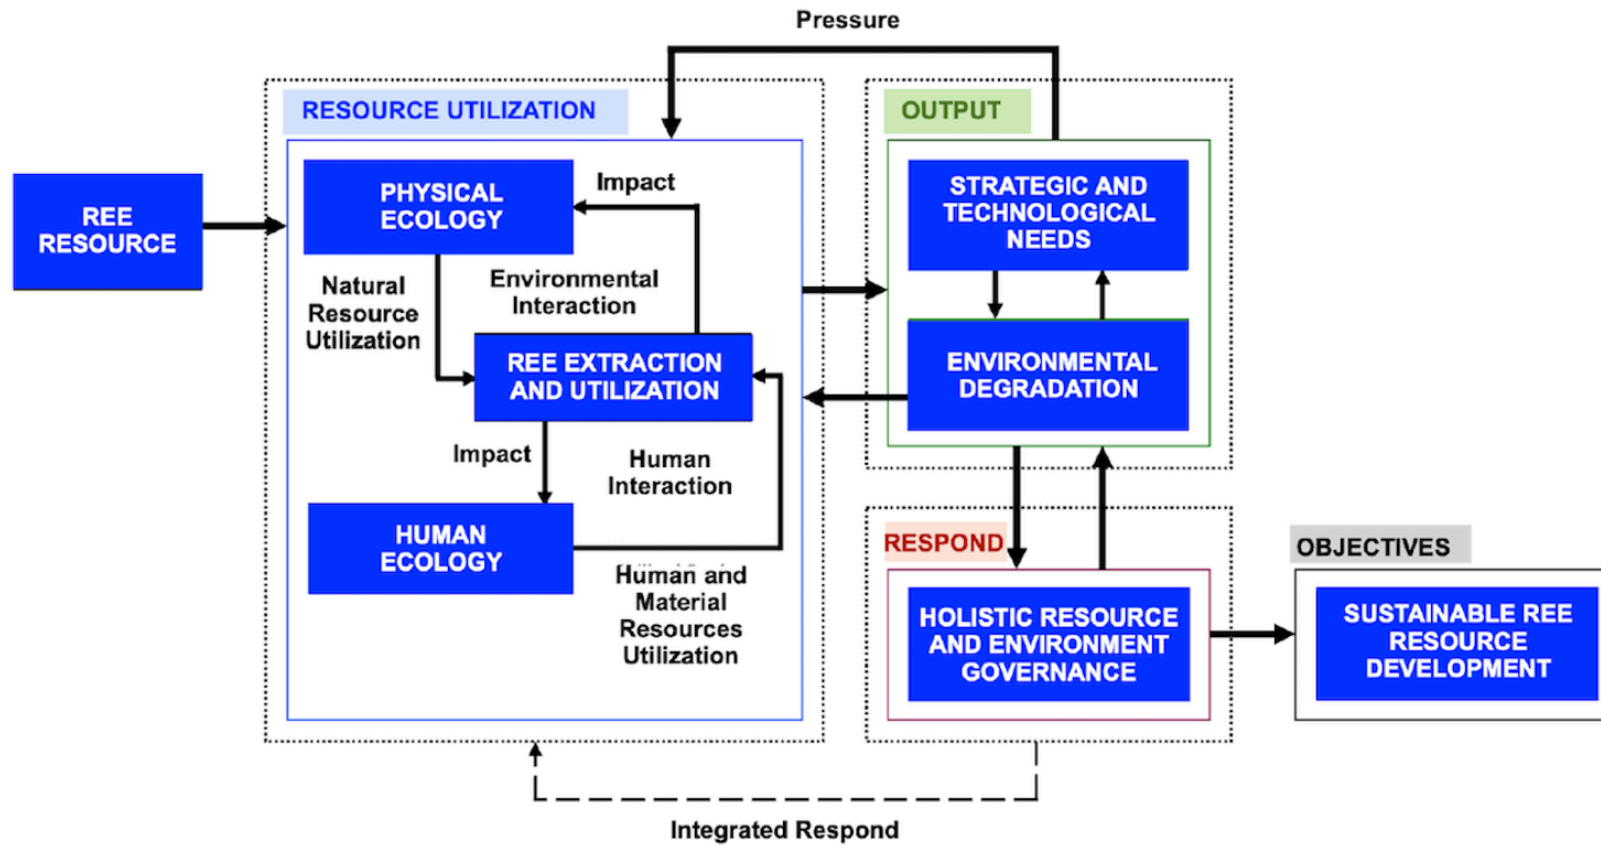 Pressure
RESOURCE UTILIZATION
OUTPUT
REE
RESOURCE
PHYSICAL
ECOLOGY
Impact
Natural
Resource
Utilization
Environmental
Interaction
REE EXTRACTION
AND UTILIZATION
Impact
Human
Interaction
HUMAN
ECOLOGY
Human and
Material
Resources
Utilization
STRATEGIC AND
TECHNOLOGICAL
NEEDS
ENVIRONMENTAL
DEGRADATION
RESPOND
HOLISTIC RESOURCE
AND ENVIRONMENT
GOVERNANCE
OBJECTIVES
SUSTAINABLE REE
RESOURCE
DEVELOPMENT
Integrated Respond